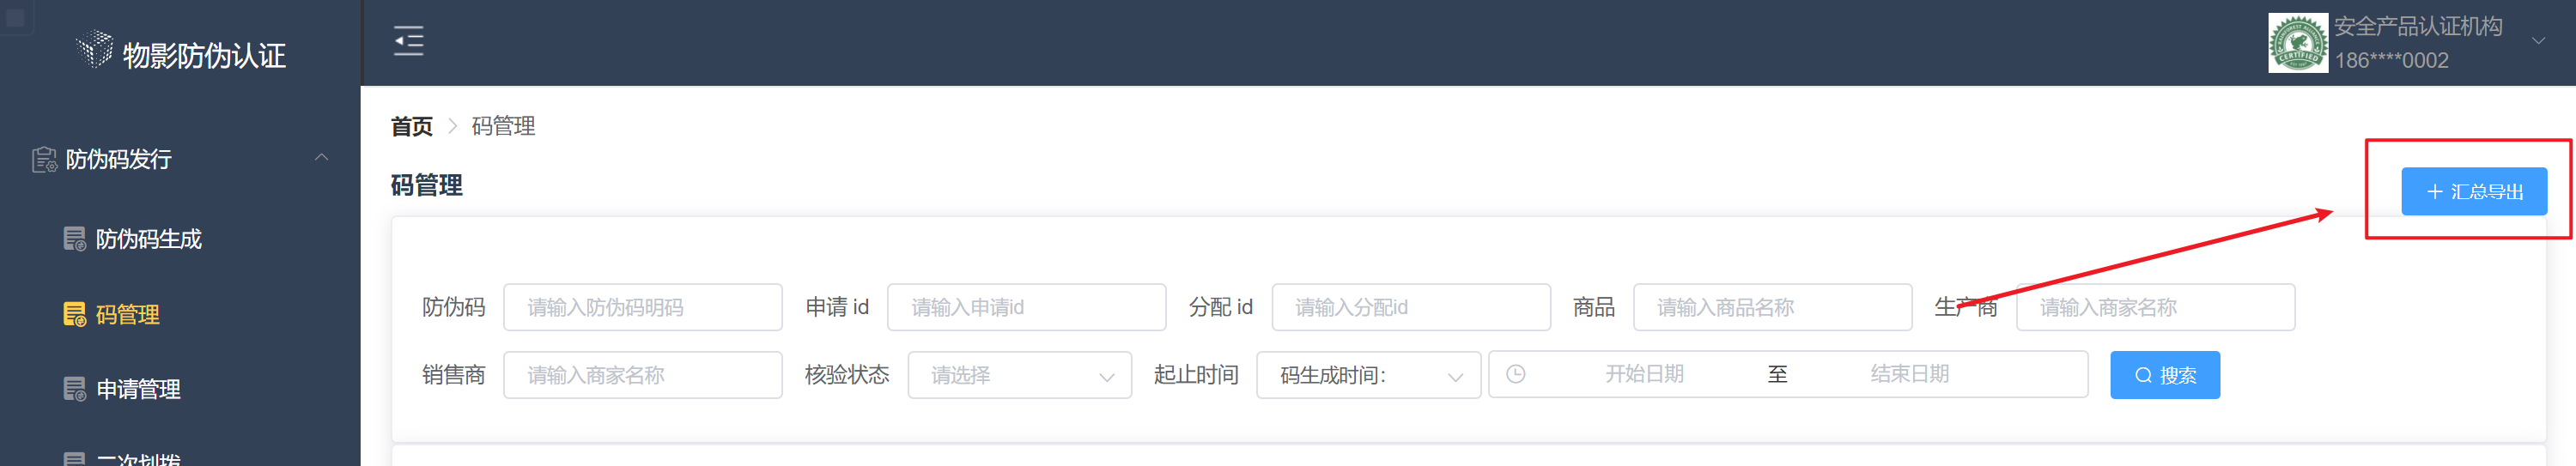 物影防伪认证
安全产品认证机构
186****0002
首页 > 码管理
防伪码发行
码管理
+ 汇总导出
防伪码生成
防伪码 请输入防伪码明码 申请 id 请输入申请id 分配 id 请输入分配id 商品 请输入商品名称 生产商 请输入商家名称
码管理
销售商 请输入商家名称 核验状态 请选择 起止时间 码生成时间: 开始日期 至 结束日期 搜索
申请管理
二次划拨